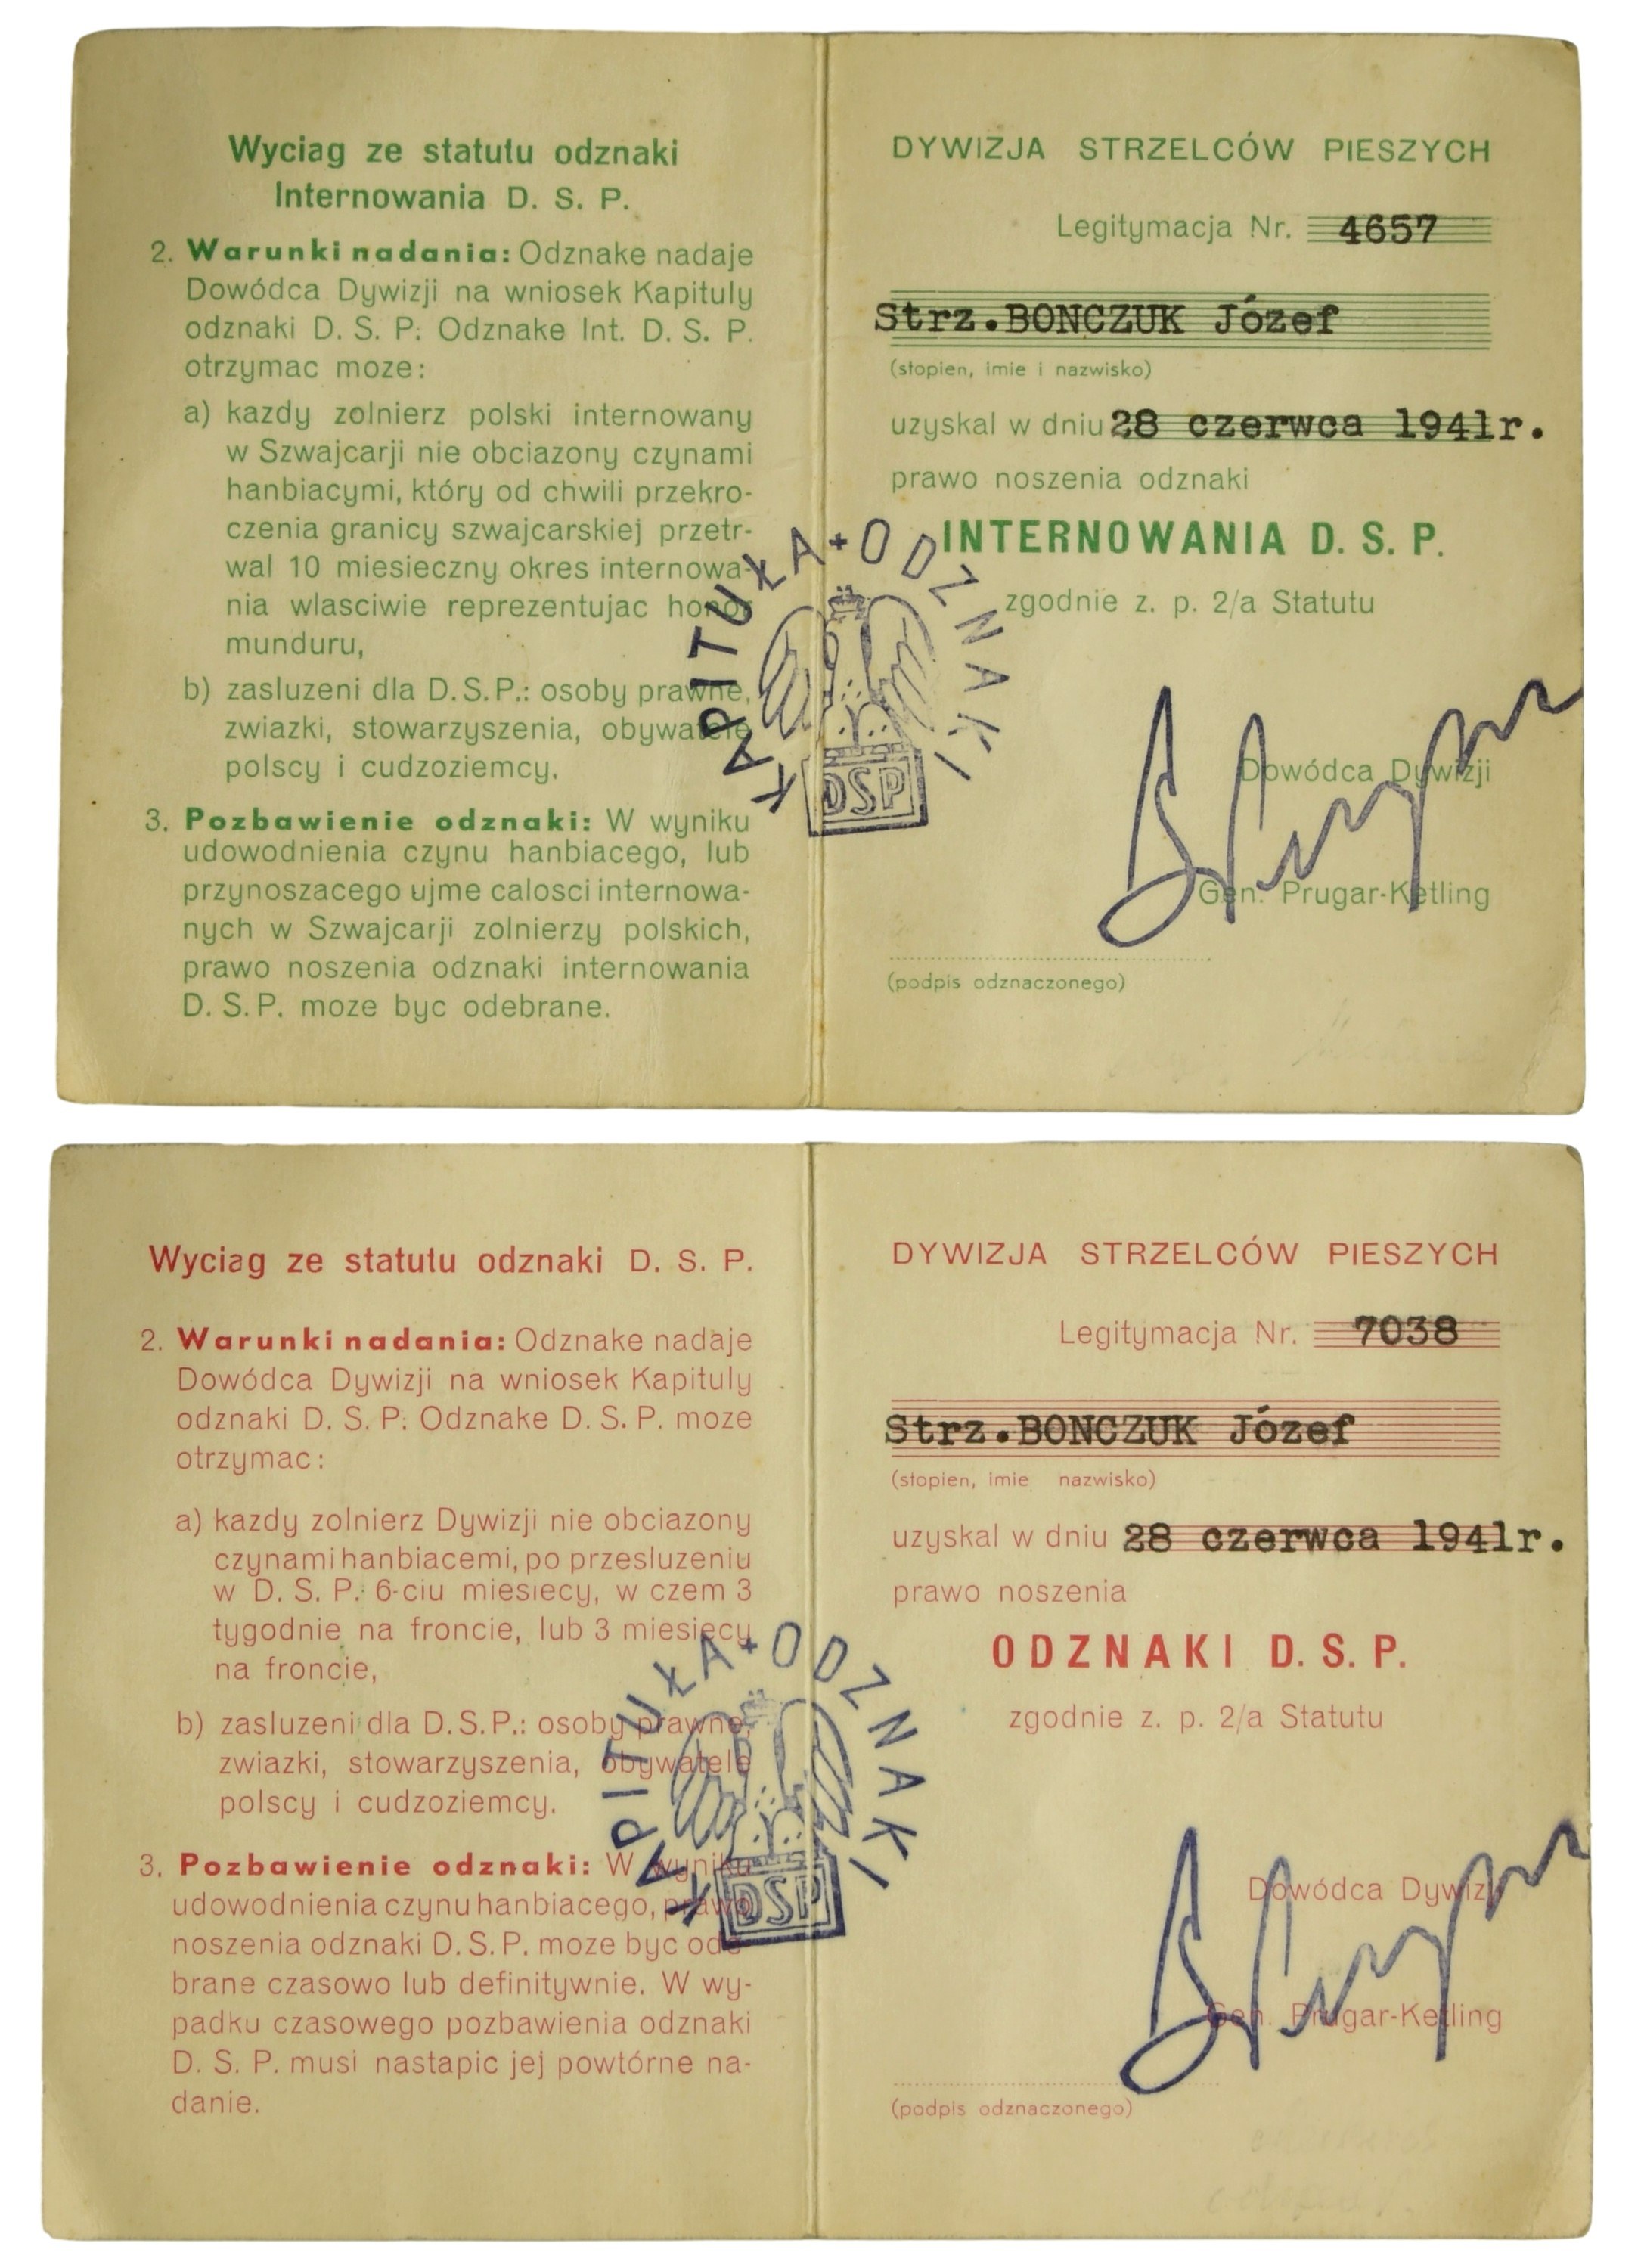 Wyciag ze statutu odznaki
Internowania D. S. P.
2. Warunki nadania: Odznake nadaje
Dowódca Dywizji na wniosek Kapituly
odznaki D. S. P. Odznake Int. D. S. P.
otrzymac moze:
a) kazdy zolnierz polski internowany
w Szwajcarji nie obciazony czynami
hanbiacymi, który od chwili przekro-
czenia granicy szwajcarskiej przetr-
wal 10 miesieczny okres internowa-
nia wlasciwie reprezentujac honor
munduru,
b) zasluzeni dla D.S.P.: osoby prawne,
zwiazki, stowarzyszenia, obywatele
polscy i cudzoziemcy.
3. Pozbawienie odznaki: W wyniku
udowodnienia czynu hanbiacego, lub
przynoszacego ujme calosci internowa-
nych w Szwajcarji zolnierzy polskich,
prawo noszenia odznaki internowania
D. S. P. moze byc odebrane.
KAPITUŁA + ODZNAKI
DSP
DYWIZJA STRZELCÓW PIESZYCH
Legitymacja Nr. 4657
Strz.BONCZUK Józef
(stopien, imie i nazwisko)
uzyskal w dniu 28 czerwca 1941r.
prawo noszenia odznaki
INTERNOWANIA D. S. P.
zgodnie z. p. 2/a Statutu
Dowódca Dywizji
Gen. Prugar-Ketling
(podpis odznaczonego)
Wyciag ze statutu odznaki D. S. P.
2. Warunki nadania: Odznake nadaje
Dowódca Dywizji na wniosek Kapituly
odznaki D. S. P. Odznake D. S. P. moze
otrzymac:
a) kazdy zolnierz Dywizji nie obciazony
czynami hanbiacemi, po przesluzeniu
w D. S. P. 6-ciu miesiecy, w czem 3
tygodnie na froncie, lub 3 miesiecy
na froncie,
b) zasluzeni dla D.S.P.: osoby prawne,
zwiazki, stowarzyszenia, obywatele
polscy i cudzoziemcy.
3. Pozbawienie odznaki: W wyniku
udowodnienia czynu hanbiacego, prawo
noszenia odznaki D.S.P. moze byc ode-
brane czasowo lub definitywnie. W wy-
padku czasowego pozbawienia odznaki
D. S. P. musi nastapic jej powtórne na-
danie.
KAPITUŁA + ODZNAKI
DSP
DYWIZJA STRZELCÓW PIESZYCH
Legitymacja Nr. 7038
Strz.BONCZUK Józef
(stopien, imie nazwisko)
uzyskal w dniu 28 czerwca 1941r.
prawo noszenia
ODZNAKI D. S. P.
zgodnie z. p. 2/a Statutu
Dowódca Dywizji
Gen. Prugar-Ketling
(podpis odznaczonego)